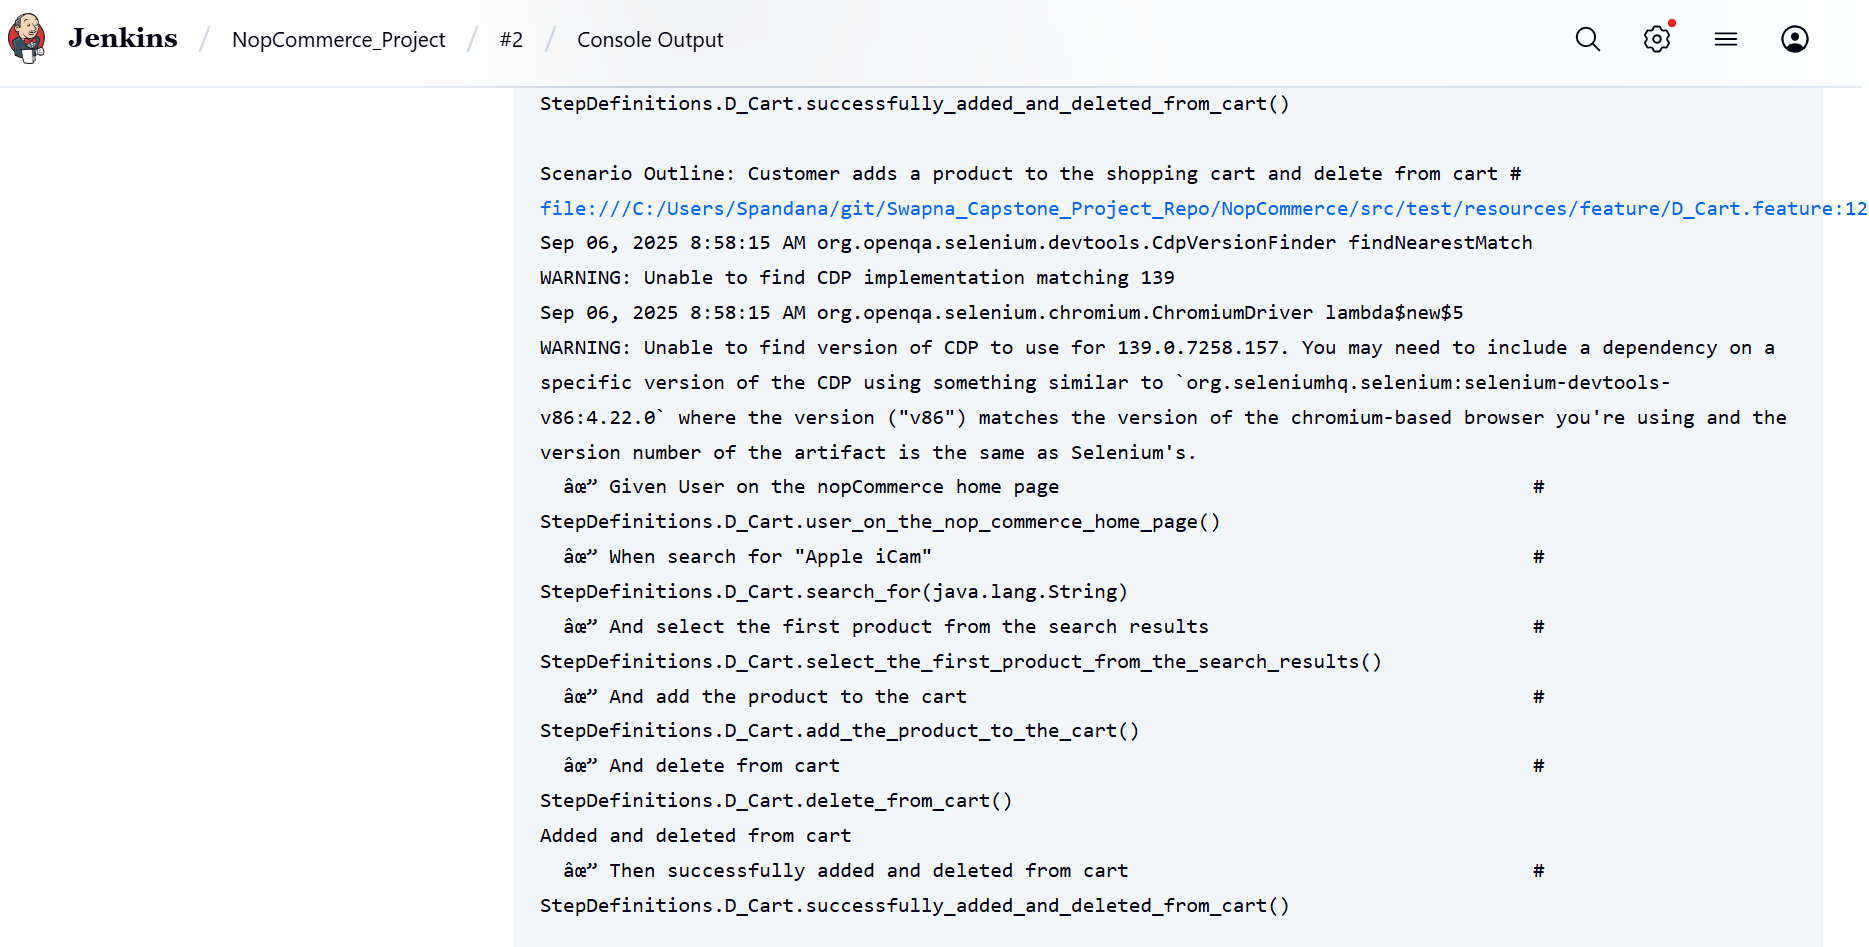 Jenkins / NopCommerce_Project / #2 / Console Output
StepDefinitions.D_Cart.successfully_added_and_deleted_from_cart()
Scenario Outline: Customer adds a product to the shopping cart and delete from cart #
file:///C:/Users/Spandana/git/Swapna_Capstone_Project_Repo/NopCommerce/src/test/resources/feature/D_Cart.feature:12
Sep 06, 2025 8:58:15 AM org.openqa.selenium.devtools.CdpVersionFinder findNearestMatch
WARNING: Unable to find CDP implementation matching 139
Sep 06, 2025 8:58:15 AM org.openqa.selenium.chromium.ChromiumDriver lambda$new$5
WARNING: Unable to find version of CDP to use for 139.0.7258.157. You may need to include a dependency on a
specific version of the CDP using something similar to `org.seleniumhq.selenium:selenium-devtools-
v86:4.22.0` where the version ("v86") matches the version of the chromium-based browser you're using and the
version number of the artifact is the same as Selenium's.
âœ” Given User on the nopCommerce home page #
StepDefinitions.D_Cart.user_on_the_nop_commerce_home_page()
âœ” When search for "Apple iCam" #
StepDefinitions.D_Cart.search_for(java.lang.String)
âœ” And select the first product from the search results #
StepDefinitions.D_Cart.select_the_first_product_from_the_search_results()
âœ” And add the product to the cart #
StepDefinitions.D_Cart.add_the_product_to_the_cart()
âœ” And delete from cart #
StepDefinitions.D_Cart.delete_from_cart()
Added and deleted from cart
âœ” Then successfully added and deleted from cart #
StepDefinitions.D_Cart.successfully_added_and_deleted_from_cart()